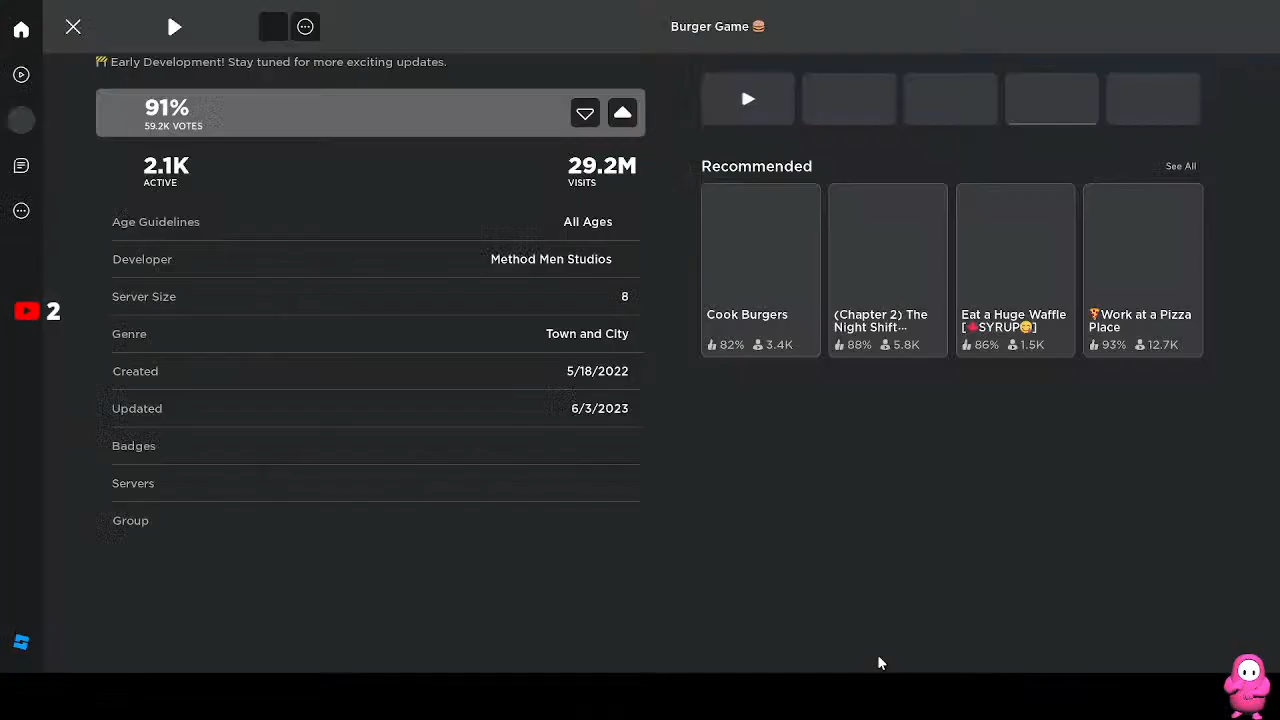 Burger Game 🍔
🚧 Early Development! Stay tuned for more exciting updates.
91%
59.2K VOTES
2.1K
ACTIVE
29.2M
VISITS
Age Guidelines All Ages
Developer Method Men Studios
Server Size 8
Genre Town and City
Created 5/18/2022
Updated 6/3/2023
Badges
Servers
Group
2
Recommended See All
Cook Burgers
82% 3.4K
(Chapter 2) The
Night Shift...
88% 5.8K
Eat a Huge Waffle
[🍁SYRUP😋]
86% 1.5K
🍕Work at a Pizza
Place
93% 12.7K